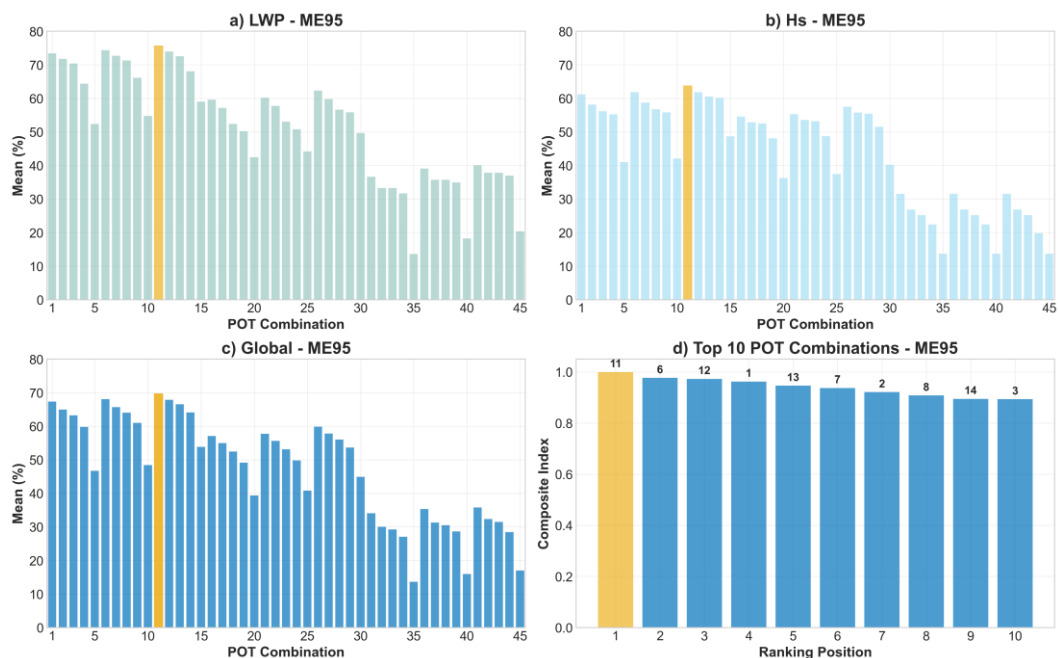 a) LWP - ME95
Mean (%)
80
70
60
50
40
30
20
10
0
1 5 10 15 20 25 30 35 40 45
POT Combination
b) Hs - ME95
Mean (%)
80
70
60
50
40
30
20
10
0
1 5 10 15 20 25 30 35 40 45
POT Combination
c) Global - ME95
Mean (%)
80
70
60
50
40
30
20
10
0
1 5 10 15 20 25 30 35 40 45
POT Combination
d) Top 10 POT Combinations - ME95
Composite Index
1.0
0.8
0.6
0.4
0.2
0.0
11 6 12 1 13 7 2 8 14 3
1 2 3 4 5 6 7 8 9 10
Ranking Position